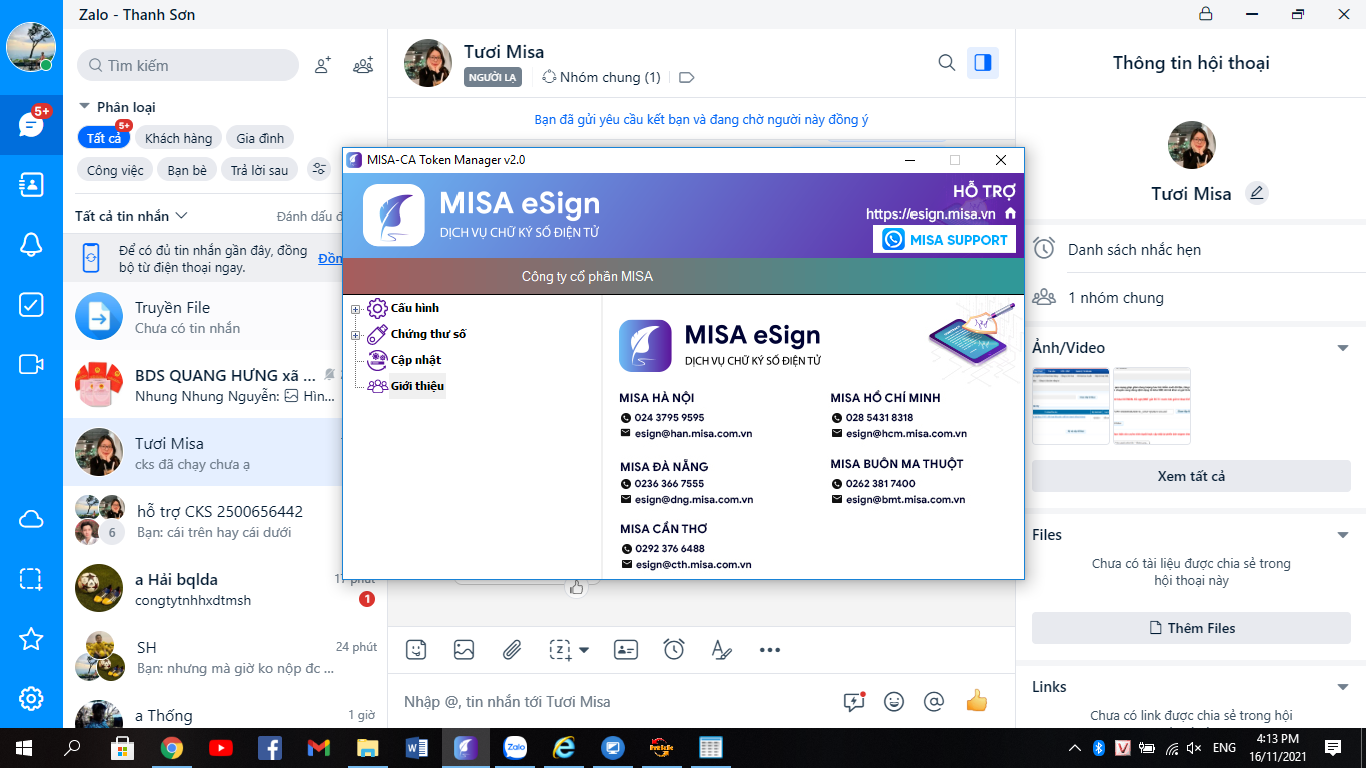 Zalo - Thanh Sơn
Tìm kiếm
Phân loại
5+
Tất cả
5+
Khách hàng
Gia đình
Công việc
Bạn bè
Trả lời sau
Tất cả tin nhắn
Đánh dấu
Để có đủ tin nhắn gần đây, đồng
bộ từ điện thoại ngay.
Truyền File
Chưa có tin nhắn
BDS QUANG HƯNG xã ...
Nhung Nhung Nguyễn: Hìn...
Tươi Misa
cks đã chạy chưa ạ
hỗ trợ CKS 2500656442
6
Bạn: cái trên hay cái dưới
a Hải bqlda
17 phút
congtytnhhxdtmsh
1
SH
24 phút
Bạn: nhưng mà giờ ko nộp đc ...
a Thống
1 giờ
Tươi Misa
NGƯỜI LẠ
Nhóm chung (1)
Bạn đã gửi yêu cầu kết bạn và đang chờ người này đồng ý
MISA-CA Token Manager v2.0
MISA eSign
DỊCH VỤ CHỮ KÝ SỐ ĐIỆN TỬ
HỖ TRỢ
https://esign.misa.vn
MISA SUPPORT
Công ty cổ phần MISA
Cấu hình
Chứng thư số
Cập nhật
Giới thiệu
MISA eSign
DỊCH VỤ CHỮ KÝ SỐ ĐIỆN TỬ
MISA HÀ NỘI
024 3795 9595
esign@han.misa.com.vn
MISA HỒ CHÍ MINH
028 5431 8318
esign@hcm.misa.com.vn
MISA ĐÀ NẴNG
0236 366 7555
esign@dng.misa.com.vn
MISA BUÔN MA THUỘT
0262 381 7400
esign@bmt.misa.com.vn
MISA CẦN THƠ
0292 376 6488
esign@cth.misa.com.vn
Nhập @, tin nhắn tới Tươi Misa
Thông tin hội thoại
Tươi Misa
Danh sách nhắc hẹn
1 nhóm chung
Ảnh/Video
Xem tất cả
Files
Chưa có tài liệu được chia sẻ trong
hội thoại này
Thêm Files
Links
Chưa có link được chia sẻ trong hội
Zalo
ENG
4:13 PM
16/11/2021